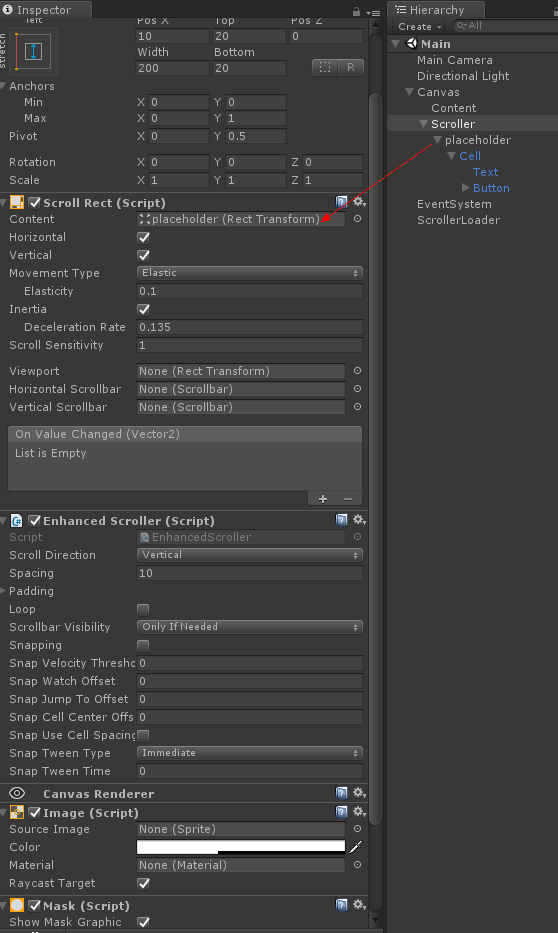 Inspector
left
Pos X Top Pos Z
10 20 0
stretch
Width Bottom
200 20
R
Anchors
Min X 0 Y 0
Max X 0 Y 1
Pivot X 0 Y 0.5
Rotation X 0 Y 0 Z 0
Scale X 1 Y 1 Z 1
Scroll Rect (Script)
Content placeholder (Rect Transform)
Horizontal
Vertical
Movement Type Elastic
Elasticity 0.1
Inertia
Deceleration Rate 0.135
Scroll Sensitivity 1
Viewport None (Rect Transform)
Horizontal Scrollbar None (Scrollbar)
Vertical Scrollbar None (Scrollbar)
On Value Changed (Vector2)
List is Empty
+ −
Enhanced Scroller (Script)
Script EnhancedScroller
Scroll Direction Vertical
Spacing 10
Padding
Loop
Scrollbar Visibility Only If Needed
Snapping
Snap Velocity Thresho 0
Snap Watch Offset 0
Snap Jump To Offset 0
Snap Cell Center Offs 0
Snap Use Cell Spacing
Snap Tween Type Immediate
Snap Tween Time 0
Canvas Renderer
Image (Script)
Source Image None (Sprite)
Color
Material None (Material)
Raycast Target
Mask (Script)
Show Mask Graphic
Hierarchy
Create All
Main
Main Camera
Directional Light
Canvas
Content
Scroller
placeholder
Cell
Text
Button
EventSystem
ScrollerLoader